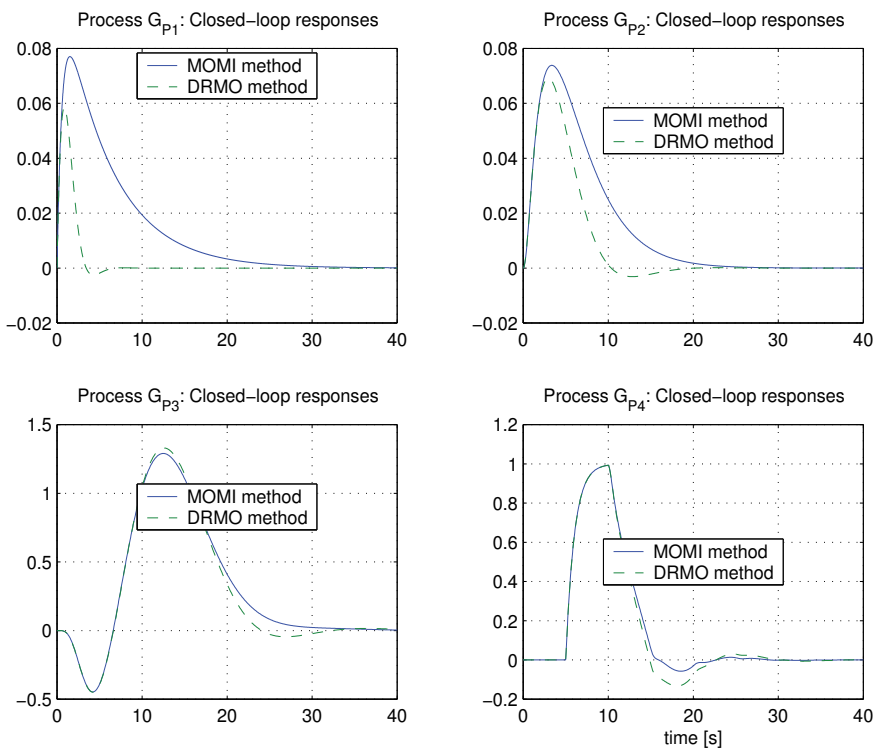 Process G_P1: Closed−loop responses
0.08
0.06
0.04
0.02
0
−0.02
0 10 20 30 40
MOMI method
DRMO method
Process G_P2: Closed−loop responses
0.08
0.06
0.04
0.02
0
−0.02
0 10 20 30 40
MOMI method
DRMO method
Process G_P3: Closed−loop responses
1.5
1
0.5
0
−0.5
0 10 20 30 40
MOMI method
DRMO method
Process G_P4: Closed−loop responses
1.2
1
0.8
0.6
0.4
0.2
0
−0.2
0 10 20 30 40
MOMI method
DRMO method
time [s]